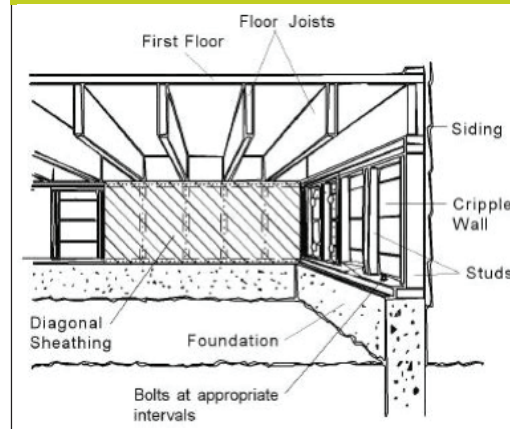 Floor Joists
First Floor
Siding
Cripple
Wall
Studs
Diagonal
Sheathing
Foundation
Bolts at appropriate
intervals